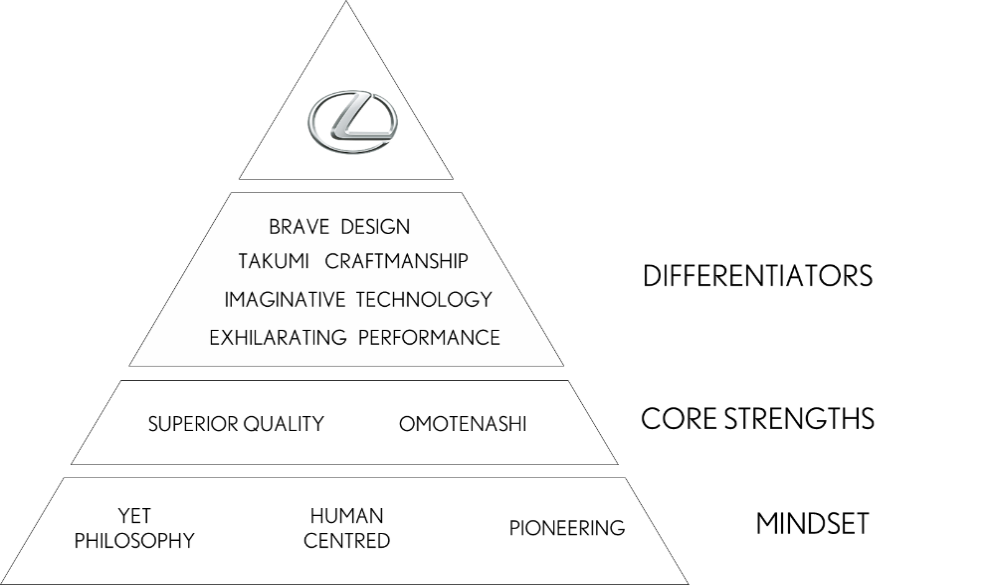 BRAVE DESIGN
TAKUMI CRAFTMANSHIP
IMAGINATIVE TECHNOLOGY
EXHILARATING PERFORMANCE
DIFFERENTIATORS
SUPERIOR QUALITY
OMOTENASHI
CORE STRENGTHS
YET
PHILOSOPHY
HUMAN
CENTRED
PIONEERING
MINDSET